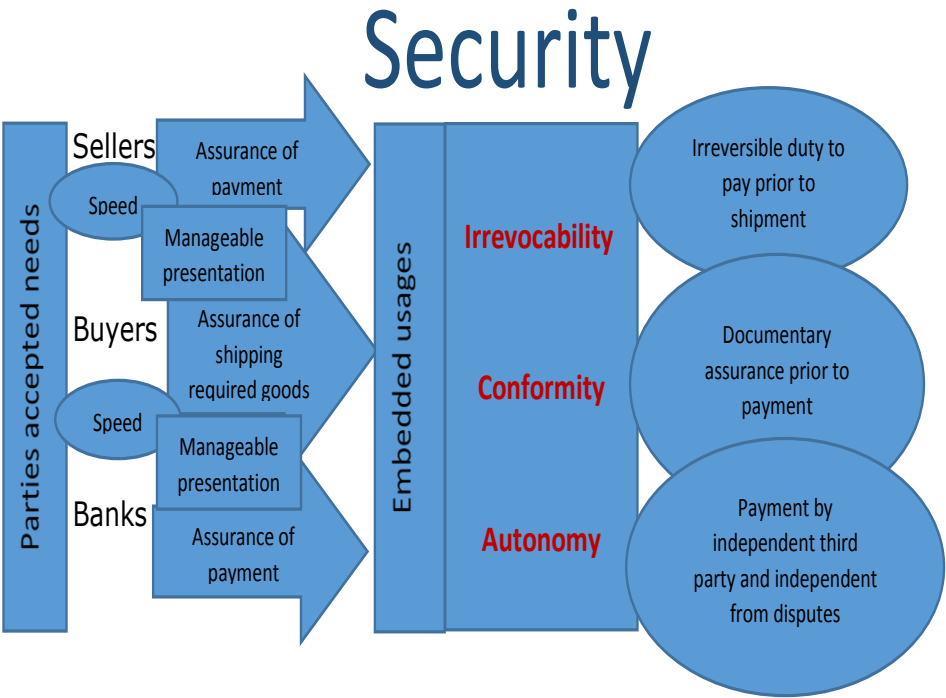 Security
Parties accepted needs
Sellers
Speed
Assurance of
payment
Manageable
presentation
Buyers
Assurance of
shipping
required goods
Speed
Manageable
presentation
Banks
Assurance of
payment
Embedded usages
Irrevocability
Conformity
Autonomy
Irreversible duty to
pay prior to
shipment
Documentary
assurance prior to
payment
Payment by
independent third
party and independent
from disputes